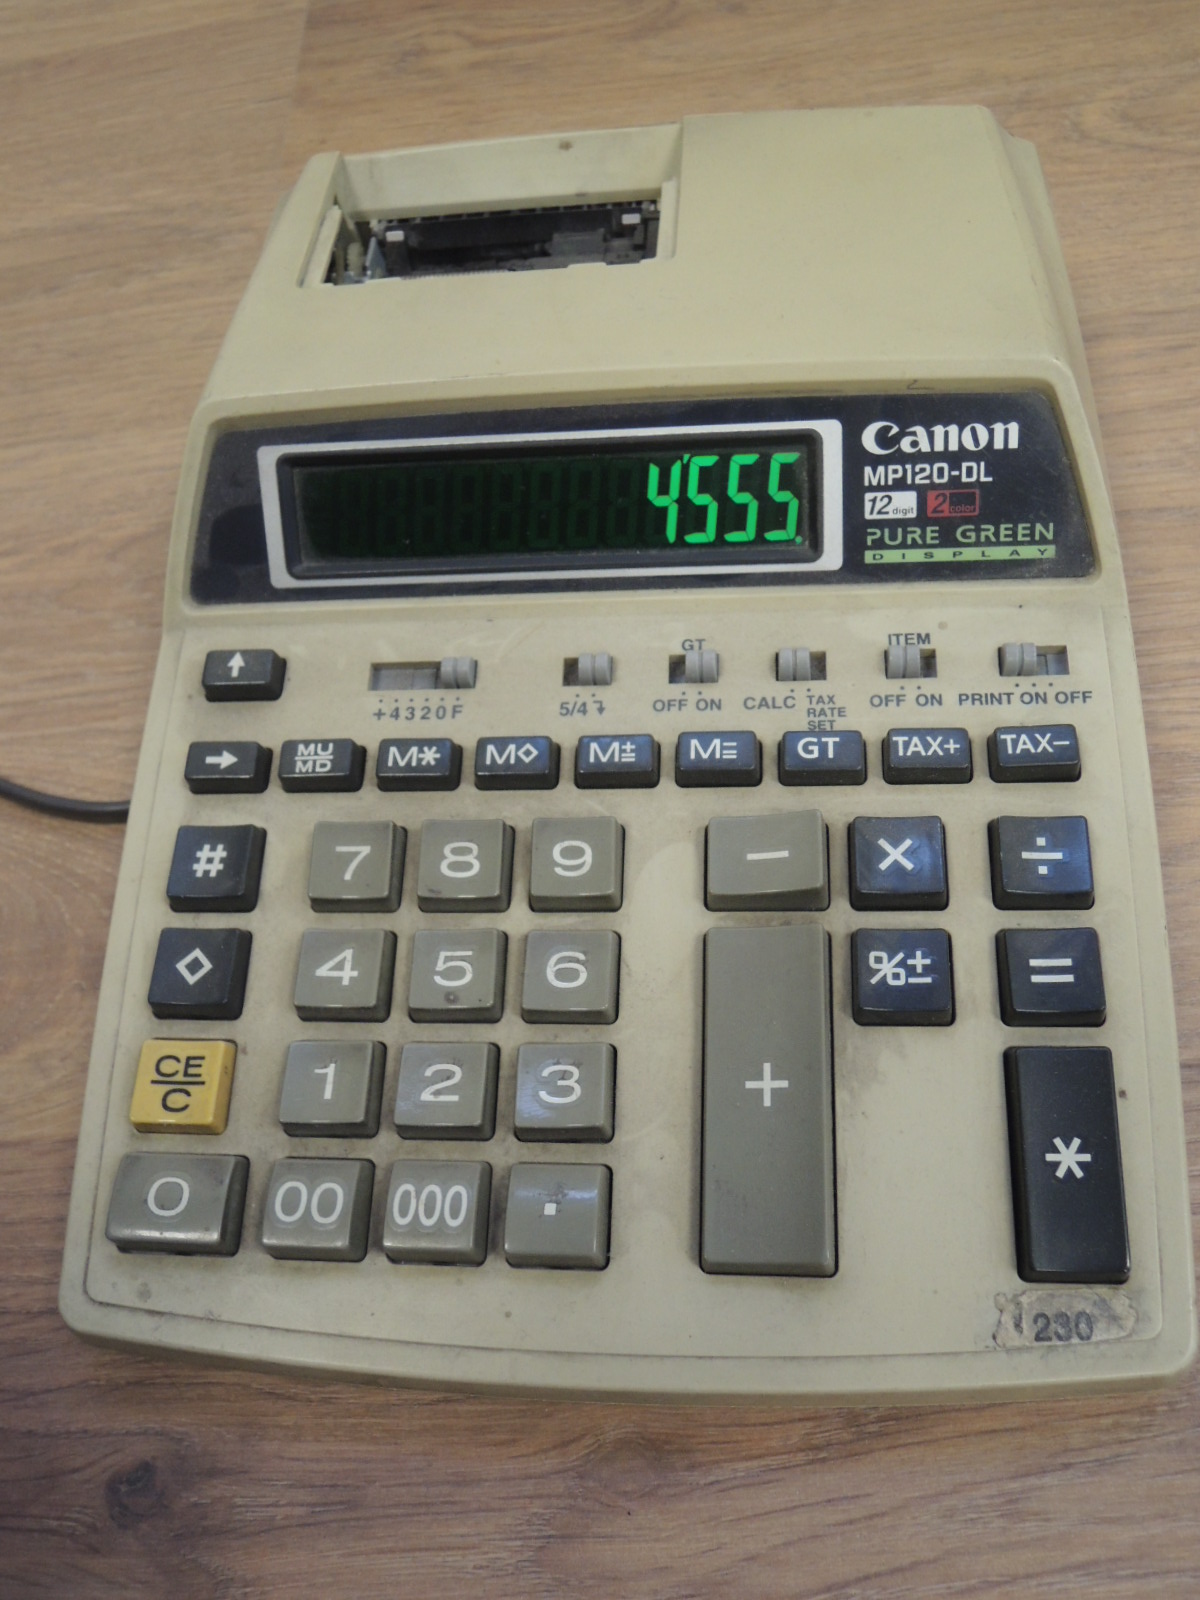 Canon
MP120-DL
12 digit 2 color
4'555.
PURE GREEN
DISPLAY
↑
GT
ITEM
+4320F
5/4
OFF ON
CALC TAX RATE SET
OFF ON
PRINT ON OFF
→ MU/MD M* M◇ M± M= GT TAX+ TAX−
# 7 8 9 − × ÷
◇ 4 5 6 + %± =
CE/C 1 2 3 *
0 00 000 .
230